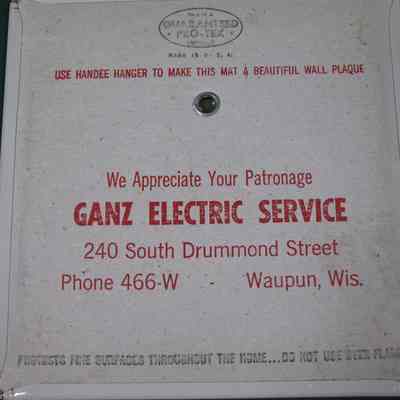 GUARANTEED
PRO-TEX
MADE IN U. S. A.
USE HANDEE HANGER TO MAKE THIS MAT A BEAUTIFUL WALL PLAQUE
We Appreciate Your Patronage
GANZ ELECTRIC SERVICE
240 South Drummond Street
Phone 466-W - Waupun, Wis.
PROTECTS FINE SURFACES THROUGHOUT THE HOME...DO NOT USE OVER FLAME